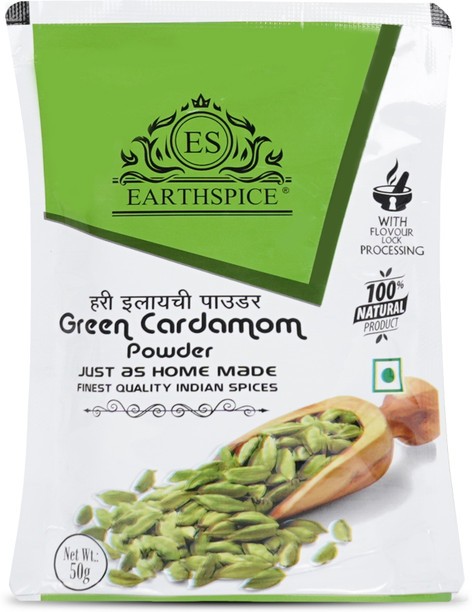 ES
EARTHSPICE®
WITH
FLOVOUR
LOCK
PROCESSING
100%
NATURAL
PRODUCT
हरी इलायची पाउडर
Green Cardamom
Powder
JUST as HOME MADE
FINEST QUALITY INDIAN SPICES
Net Wt.:
50g